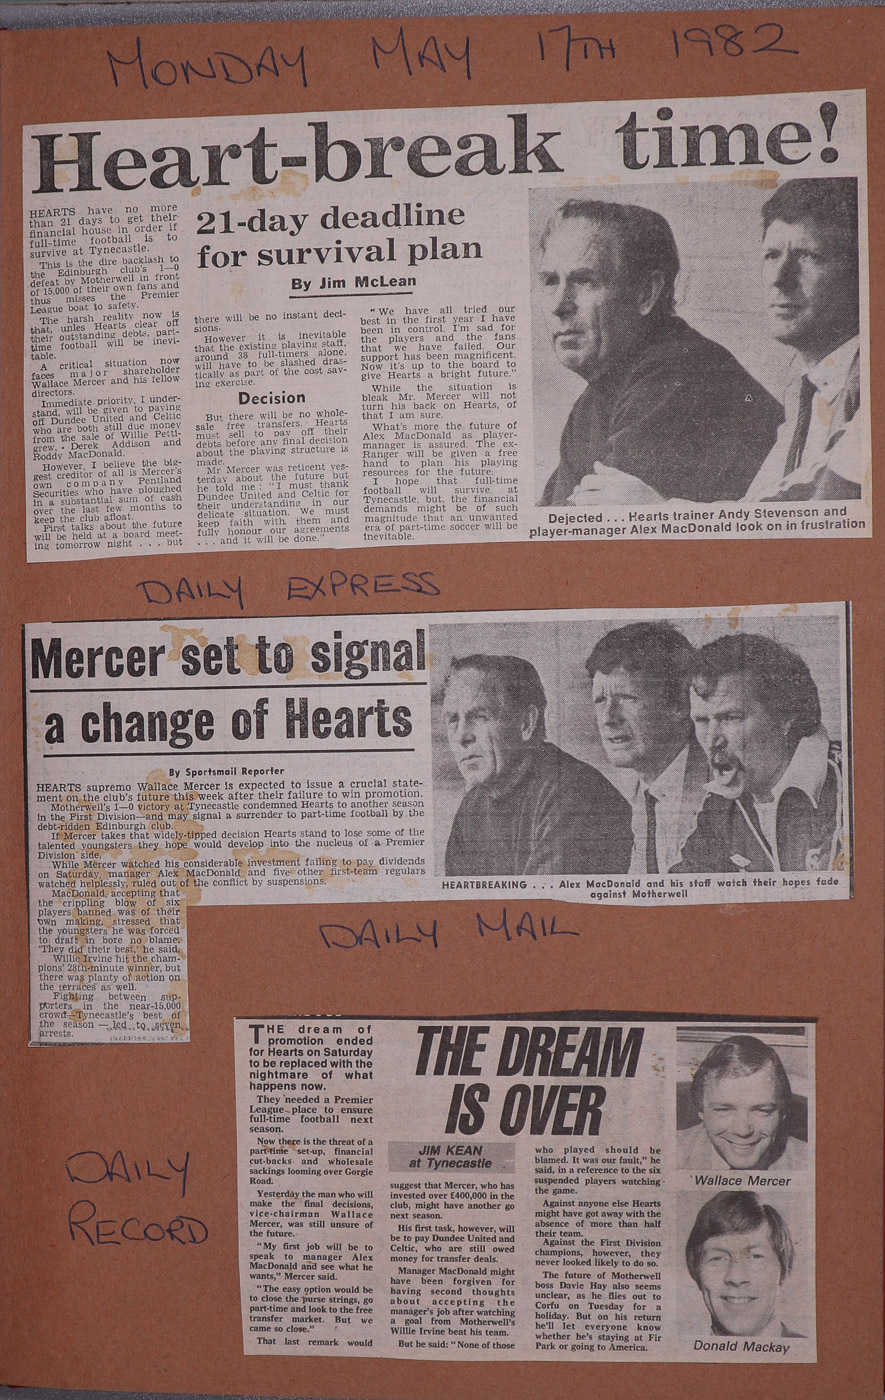 MONDAY MAY 17TH 1982
Heart-break time!
HEARTS have no more
than 21 days to get their
financial house in order if
full-time football is to
survive at Tynecastle.
This is the dire backlash to
the Edinburgh club's 1—0
defeat by Motherwell in front
of 15,000 of their own fans and
thus misses the Premier
League boat to safety.
The harsh reality now is
that, unless Hearts clear off
their outstanding debts, part-
time football will be inevi-
table.
A critical situation now
faces major shareholder
Wallace Mercer and his fellow
directors.
Immediate priority, I under-
stand, will be given to paying
off Dundee United and Celtic
who are both still due money
from the sale of Willie Petti-
grew, Derek Addison and
Roddy MacDonald.
However, I believe the big-
gest creditor of all is Mercer's
own company Pentland
Securities who have ploughed
in a substantial sum of cash
over the last few months to
keep the club afloat.
First talks about the future
will be held at a board meet-
ing tomorrow night . . . but
21-day deadline
for survival plan
By Jim McLean
there will be no instant deci-
sions.
However it is inevitable
that the existing playing staff,
around 38 full-timers alone,
will have to be slashed dras-
tically as part of the cost sav-
ing exercise.
Decision
But there will be no whole-
sale free transfers. Hearts
must sell to pay off their
debts before any final decision
about the playing structure is
made.
Mr Mercer was reticent yes-
terday about the future but
he told me: "I must thank
Dundee United and Celtic for
their understanding in our
delicate situation. We must
keep faith with them and
fully honour our agreements
. . . and it will be done."
"We have all tried our
best in the first year I have
been in control. I'm sad for
the players and the fans
that we have failed. Our
support has been magnificent.
Now it's up to the board to
give Hearts a bright future."
While the situation is
bleak Mr. Mercer will not
turn his back on Hearts, of
that I am sure.
What's more the future of
Alex MacDonald as player-
manager is assured. The ex-
Ranger will be given a free
hand to plan his playing
resources for the future.
I hope that full-time
football will survive at
Tynecastle, but, the financial
demands might be of such
magnitude that an unwanted
era of part-time soccer will be
inevitable.
Dejected . . . Hearts trainer Andy Stevenson and
player-manager Alex MacDonald look on in frustration
DAILY EXPRESS
Mercer set to signal
a change of Hearts
By Sportsmail Reporter
HEARTS supremo Wallace Mercer is expected to issue a crucial state-
ment on the club's future this week after their failure to win promotion.
Motherwell's 1—0 victory at Tynecastle condemned Hearts to another season
in the First Division—and may signal a surrender to part-time football by the
debt-ridden Edinburgh club.
If Mercer takes that widely-tipped decision Hearts stand to lose some of the
talented youngsters they hope would develop into the nucleus of a Premier
Division side.
While Mercer watched his considerable investment failing to pay dividends
on Saturday, manager Alex MacDonald and five other first-team regulars
watched helplessly, ruled out of the conflict by suspensions.
MacDonald, accepting that
the crippling blow of six
players banned was of their
own making, stressed that
the youngsters he was forced
to draft in bore no blame.
'They did their best,' he said.
Willie Irvine hit the cham-
pions' 28th-minute winner, but
there was planty of action on
the terraces as well.
Fighting between sup-
porters in the near-15,000
crowd—Tynecastle's best of
the season — led to seven
arrests.
HEARTBREAKING . . . Alex MacDonald and his staff watch their hopes fade
against Motherwell
DAILY MAIL
THE dream of
promotion ended
for Hearts on Saturday
to be replaced with the
nightmare of what
happens now.
They needed a Premier
League place to ensure
full-time football next
season.
Now there is the threat of a
part-time set-up, financial
cut-backs and wholesale
sackings looming over Gorgie
Road.
Yesterday the man who will
make the final decisions,
vice-chairman Wallace
Mercer, was still unsure of
the future.
"My first job will be to
speak to manager Alex
MacDonald and see what he
wants," Mercer said.
"The easy option would be
to close the purse strings, go
part-time and look to the free
transfer market. But we
came so close."
That last remark would
THE DREAM
IS OVER
JIM KEAN
at Tynecastle
suggest that Mercer, who has
invested over £400,000 in the
club, might have another go
next season.
His first task, however, will
be to pay Dundee United and
Celtic, who are still owed
money for transfer deals.
Manager MacDonald might
have been forgiven for
having second thoughts
about accepting the
manager's job after watching
a goal from Motherwell's
Willie Irvine beat his team.
But he said: "None of those
who played should be
blamed. It was our fault," he
said, in a reference to the six
suspended players watching
the game.
Against anyone else Hearts
might have got away with the
absence of more than half
their team.
Against the First Division
champions, however, they
never looked likely to do so.
The future of Motherwell
boss Davie Hay also seems
unclear, as he flies out to
Corfu on Tuesday for a
holiday. But on his return
he'll let everyone know
whether he's staying at Fir
Park or going to America.
Wallace Mercer
Donald Mackay
DAILY
RECORD